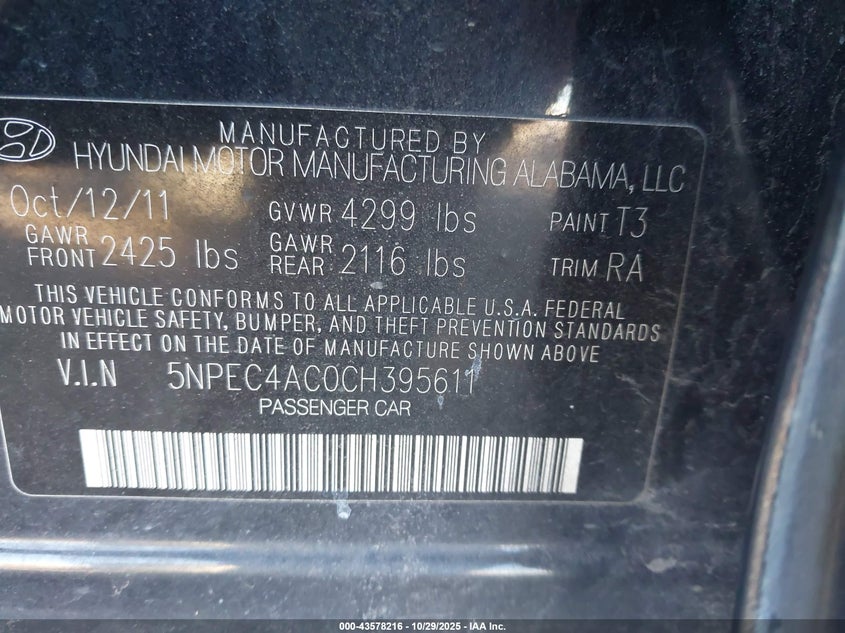 MANUFACTURED BY
HYUNDAI MOTOR MANUFACTURING ALABAMA, LLC
Oct/12/11 GVWR 4299 lbs PAINT T3
GAWR FRONT 2425 lbs GAWR REAR 2116 lbs TRIM RA
THIS VEHICLE CONFORMS TO ALL APPLICABLE U.S.A. FEDERAL
MOTOR VEHICLE SAFETY, BUMPER, AND THEFT PREVENTION STANDARDS
IN EFFECT ON THE DATE OF MANUFACTURE SHOWN ABOVE
V.I.N 5NPEC4AC0CH395611
PASSENGER CAR
000-43578216 - 10/29/2025 - IAA Inc.